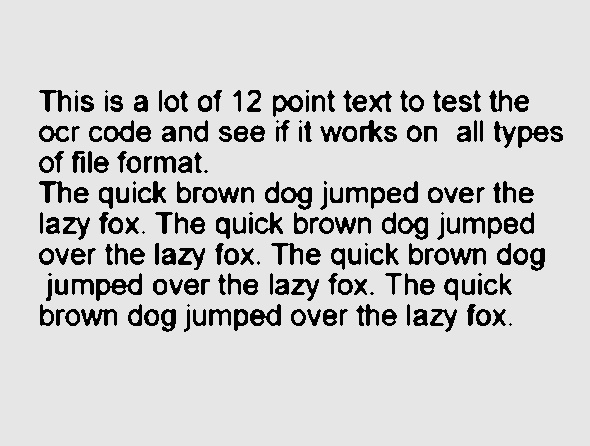 This is a lot of 12 point text to test the
ocr code and see if it works on  all types
of file format.
The quick brown dog jumped over the
lazy fox. The quick brown dog jumped
over the lazy fox. The quick brown dog
jumped over the lazy fox. The quick
brown dog jumped over the lazy fox.